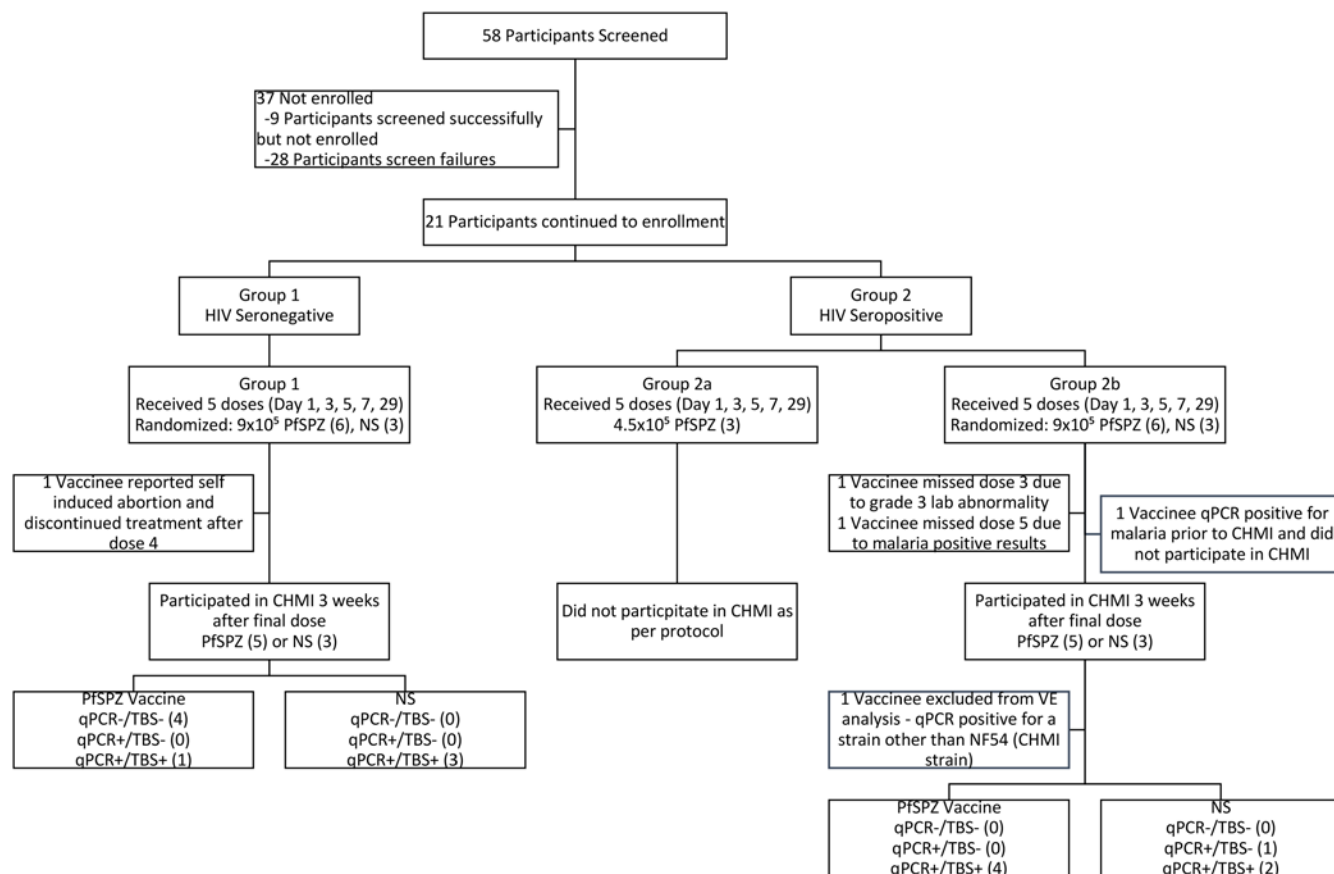 58 Participants Screened
37 Not enrolled
-9 Participants screened successfully
but not enrolled
-28 Participants screen failures
21 Participants continued to enrollment
Group 1
HIV Seronegative
Group 2
HIV Seropositive
Group 1
Received 5 doses (Day 1, 3, 5, 7, 29)
Randomized: 9x10⁵ PfSPZ (6), NS (3)
Group 2a
Received 5 doses (Day 1, 3, 5, 7, 29)
4.5x10⁵ PfSPZ (3)
Group 2b
Received 5 doses (Day 1, 3, 5, 7, 29)
Randomized: 9x10⁵ PfSPZ (6), NS (3)
1 Vaccinee reported self
induced abortion and
discontinued treatment after
dose 4
1 Vaccinee missed dose 3 due
to grade 3 lab abnormality
1 Vaccinee missed dose 5 due
to malaria positive results
1 Vaccinee qPCR positive for
malaria prior to CHMI and did
not participate in CHMI
Participated in CHMI 3 weeks
after final dose
PfSPZ (5) or NS (3)
Did not particpitate in CHMI as
per protocol
Participated in CHMI 3 weeks
after final dose
PfSPZ (5) or NS (3)
PfSPZ Vaccine
qPCR-/TBS- (4)
qPCR+/TBS- (0)
qPCR+/TBS+ (1)
NS
qPCR-/TBS- (0)
qPCR+/TBS- (0)
qPCR+/TBS+ (3)
1 Vaccinee excluded from VE
analysis - qPCR positive for a
strain other than NF54 (CHMI
strain)
PfSPZ Vaccine
qPCR-/TBS- (0)
qPCR+/TBS- (0)
qPCR+/TBS+ (4)
NS
qPCR-/TBS- (0)
qPCR+/TBS- (1)
qPCR+/TBS+ (2)